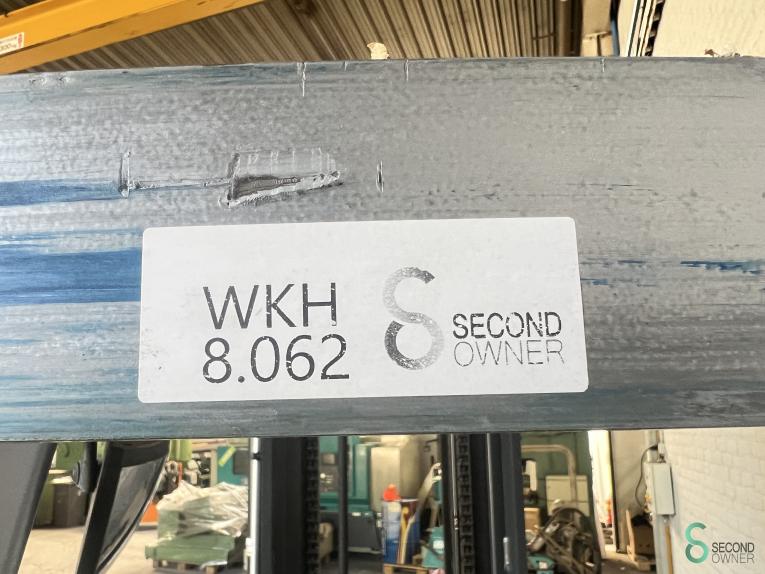 WKH
8.062
SECOND
OWNER
SECOND
OWNER